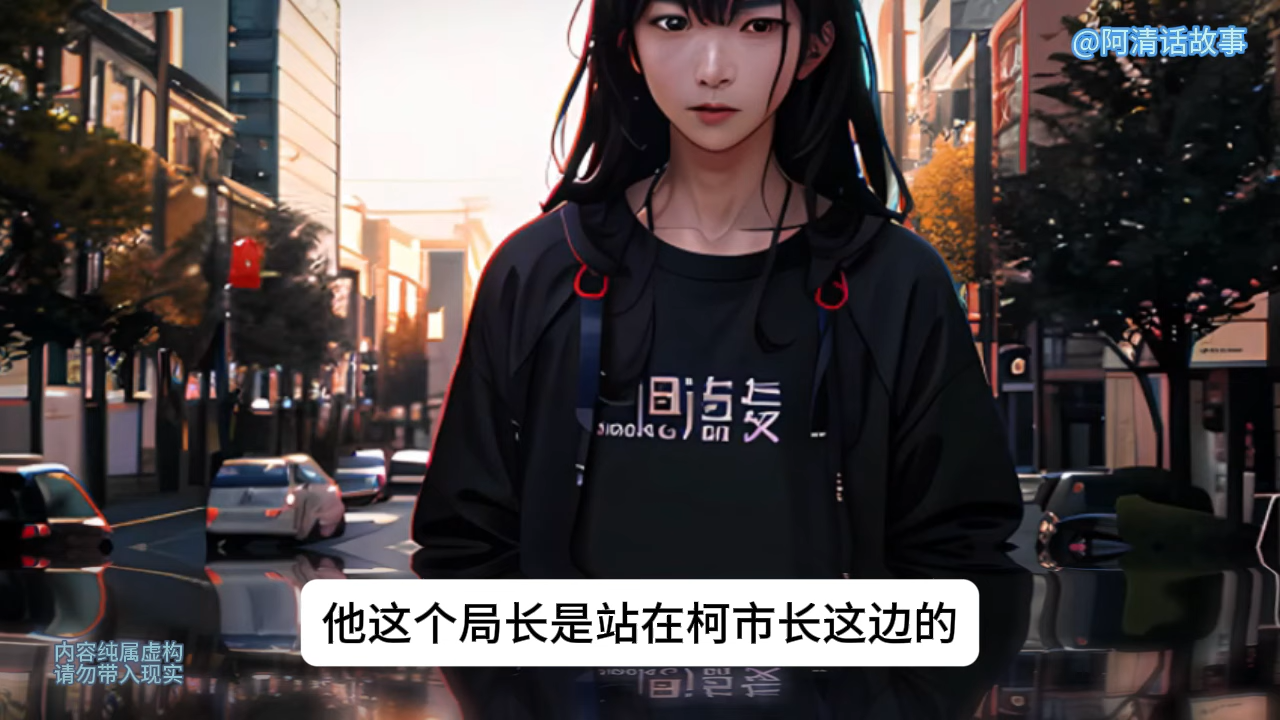 @阿清话故事
他这个局长是站在柯市长这边的
内容纯属虚构
请勿带入现实